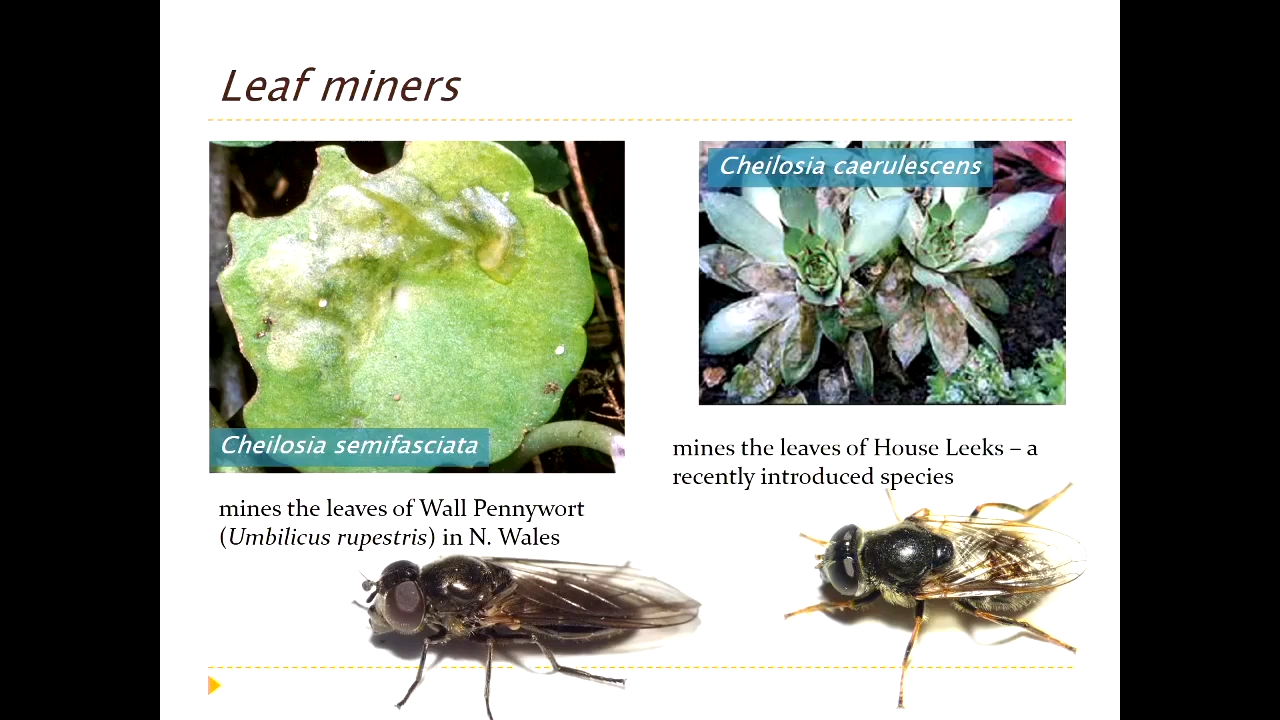 Leaf miners
Cheilosia semifasciata
mines the leaves of Wall Pennywort
(Umbilicus rupestris) in N. Wales
Cheilosia caerulescens
mines the leaves of House Leeks – a
recently introduced species